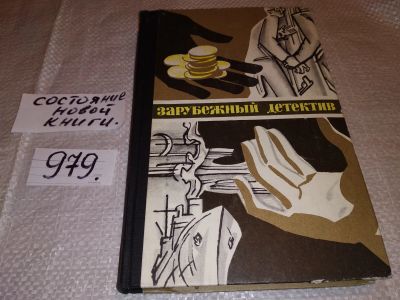 состояние
новой
книги.
979.
ЗАРУБЕЖНЫЙ ДЕТЕКТИВ